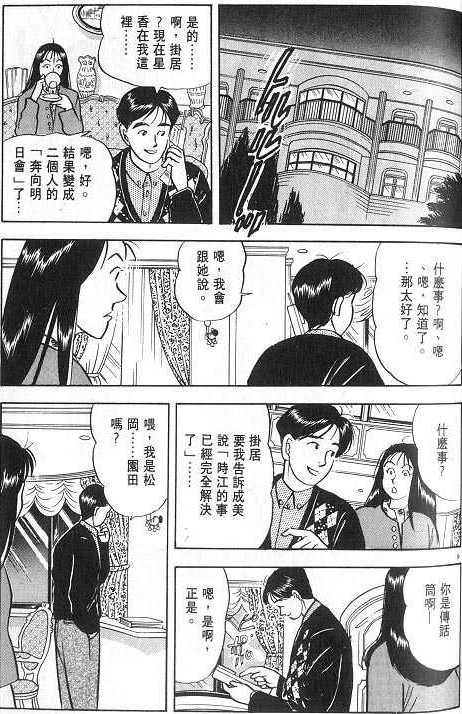 是的……
啊，掛居
？現在星
香在我這
裡……
嗯，好。
結果變成
二個人的
「奔向明
日會」了…
什麼事？啊、嗯
、嗯，知道了。
…那太好了。
嗯，我會
跟她說。
什麼事？
掛居
要我告訴成美
說「時江的事
已經完全解決
了」……
喂，我是松
岡……園田
嗎？
你是傳話
筒啊—
嗯，是啊，
正是。